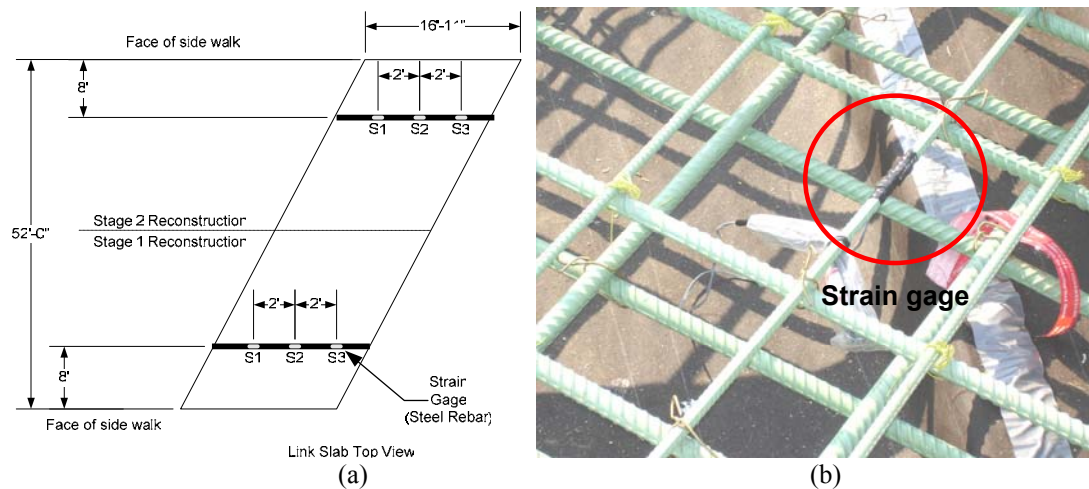 16'-11"
Face of side walk
8'
2'
2'
S1
S2
S3
Stage 2 Reconstruction
52'-0"
Stage 1 Reconstruction
2'
2'
S1
S2
S3
8'
Strain
Gage
(Steel Rebar)
Face of side walk
Link Slab Top View
(a)
Strain gage
(b)